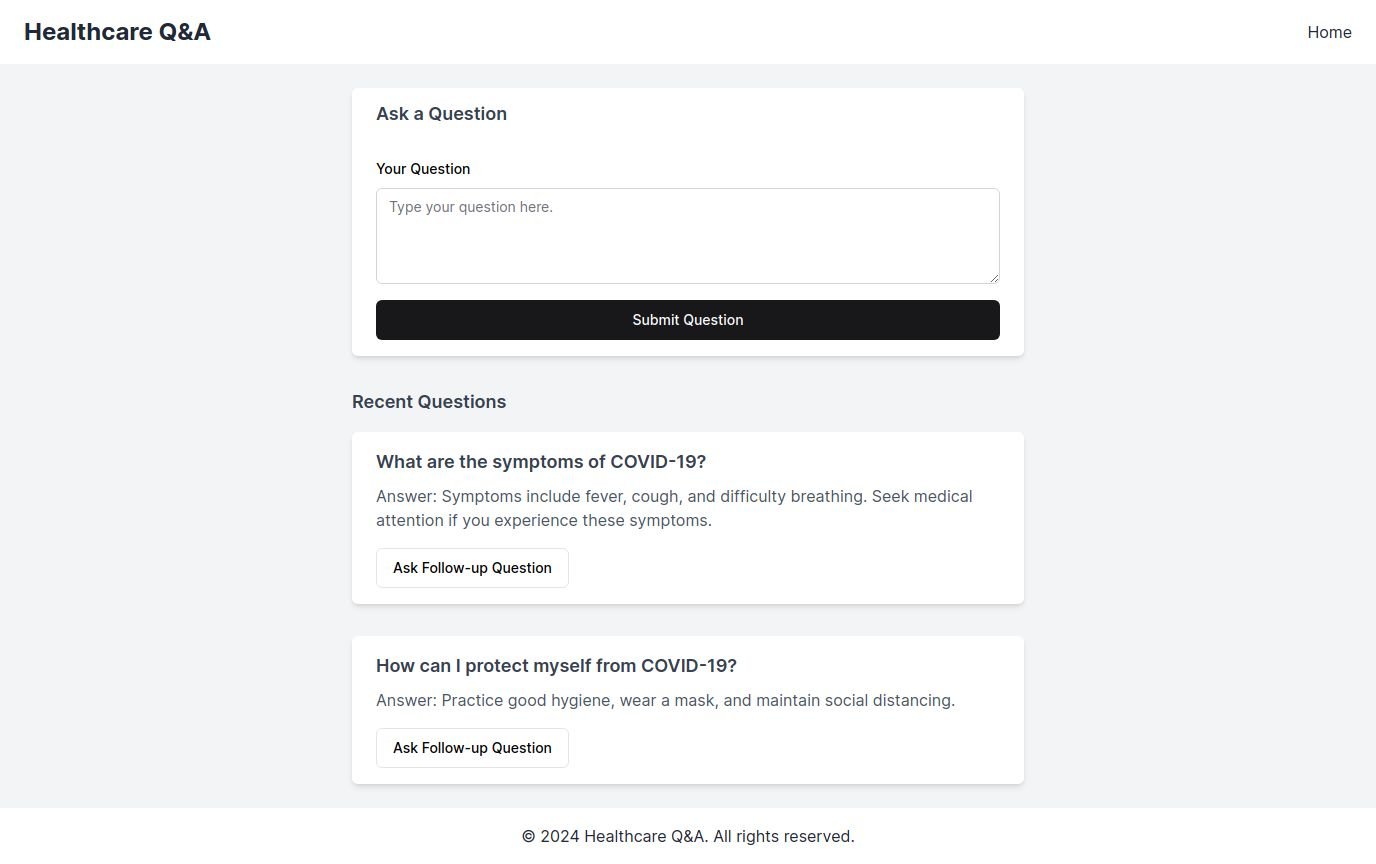 Healthcare Q&A
Home
Ask a Question
Your Question
Type your question here.
Submit Question
Recent Questions
What are the symptoms of COVID-19?
Answer: Symptoms include fever, cough, and difficulty breathing. Seek medical
attention if you experience these symptoms.
Ask Follow-up Question
How can I protect myself from COVID-19?
Answer: Practice good hygiene, wear a mask, and maintain social distancing.
Ask Follow-up Question
© 2024 Healthcare Q&A. All rights reserved.